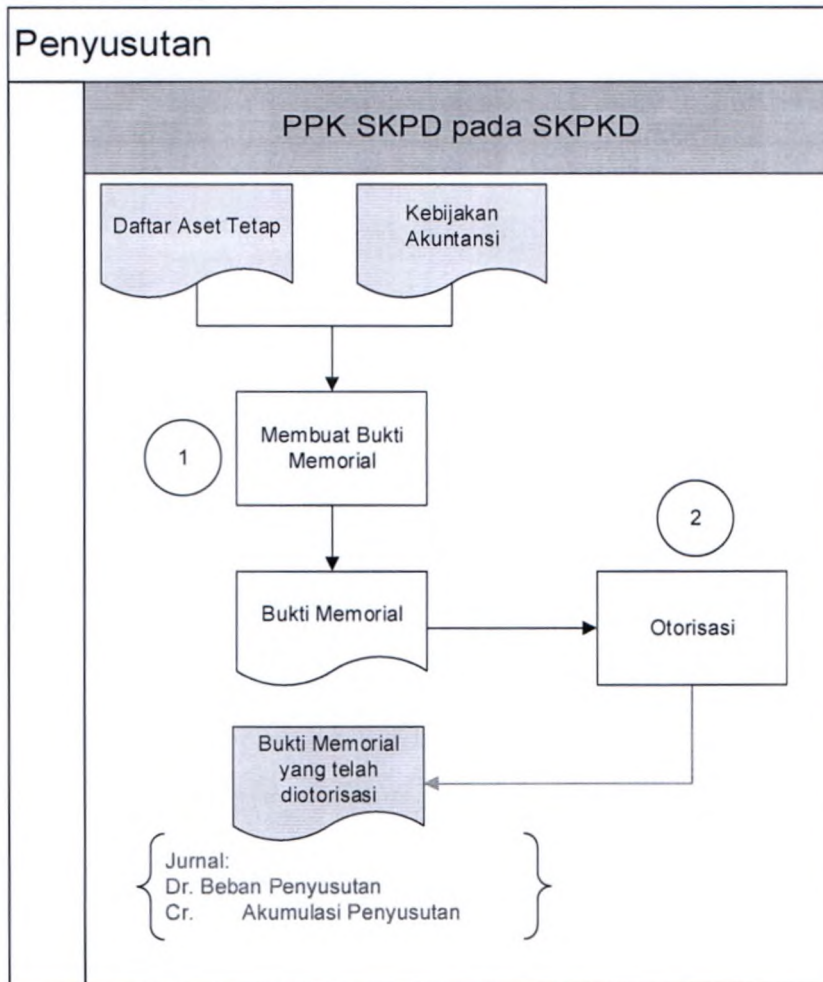 Penyusutan
PPK SKPD pada SKPKD
Daftar Aset Tetap
Kebijakan
Akuntansi
1
Membuat Bukti
Memorial
2
Bukti Memorial
Otorisasi
Bukti Memorial
yang telah
diotorisasi
Jurnal:
Dr. Beban Penyusutan
Cr. Akumulasi Penyusutan